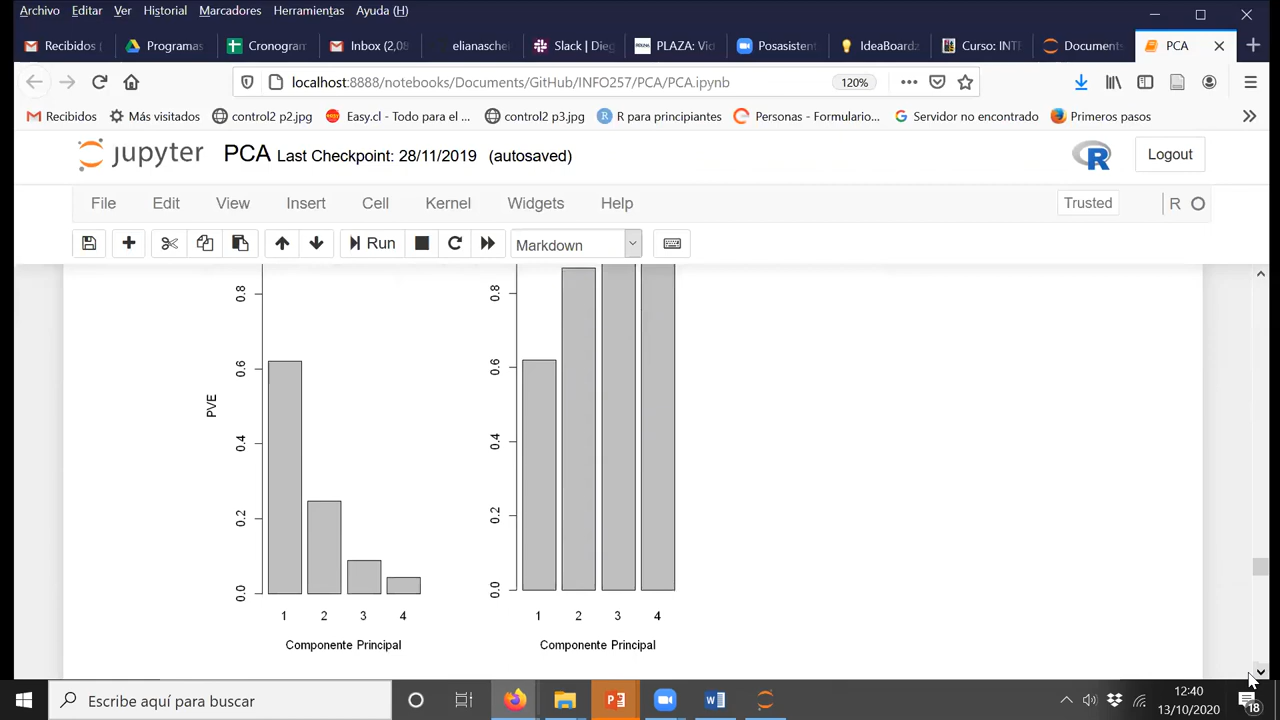 Archivo Editar Ver Historial Marcadores Herramientas Ayuda (H)
Recibidos ( Programas Cronogram Inbox (2,08 elianaschei Slack | Dieg PLAZA: Vid Posasistent IdeaBoardz Curso: INTE Documents PCA
localhost:8888/notebooks/Documents/GitHub/INFO257/PCA/PCA.ipynb 120%
Recibidos Más visitados control2 p2.jpg Easy.cl - Todo para el ... control2 p3.jpg R para principiantes Personas - Formulario... Servidor no encontrado Primeros pasos
jupyter PCA Last Checkpoint: 28/11/2019 (autosaved) R Logout
File Edit View Insert Cell Kernel Widgets Help Trusted R
Run Markdown
0.8 0.8
0.6 0.6
PVE
0.4 0.4
0.2 0.2
0.0 0.0
1 2 3 4 1 2 3 4
Componente Principal Componente Principal
Escribe aquí para buscar
12:40
13/10/2020
18